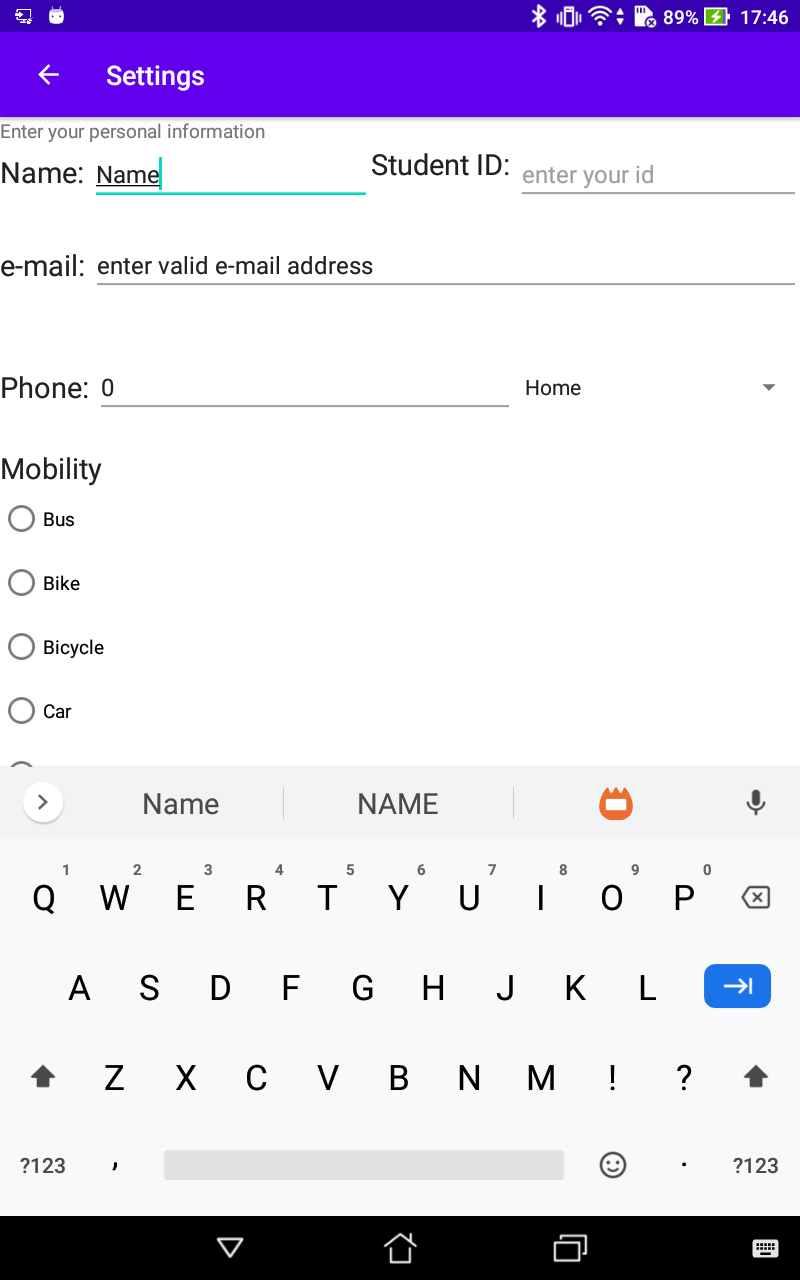 89% 17:46
Settings
Enter your personal information
Name: Name Student ID: enter your id
e-mail: enter valid e-mail address
Phone: 0 Home
Mobility
Bus
Bike
Bicycle
Car
Name NAME
1 2 3 4 5 6 7 8 9 0
Q W E R T Y U I O P
A S D F G H J K L
Z X C V B N M ! ?
?123 , . ?123